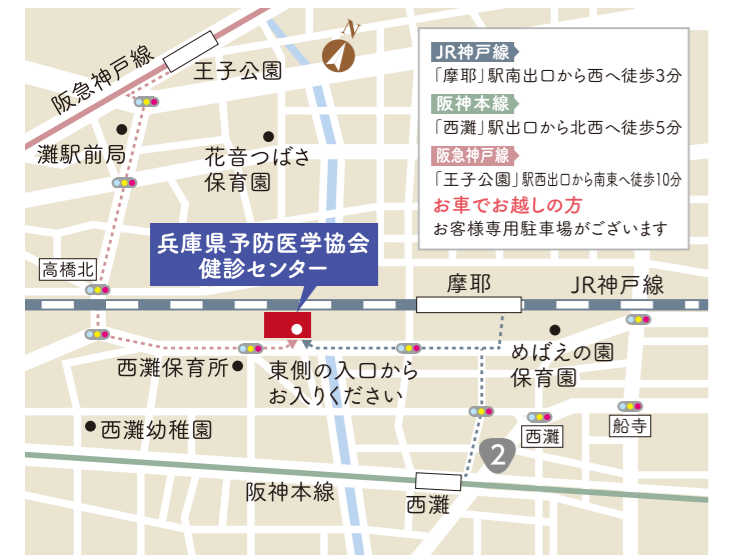 N
阪急神戸線
王子公園
灘駅前局
花音つばさ
保育園
JR神戸線
「摩耶」駅南出口から西へ徒歩3分
阪神本線
「西灘」駅出口から北西へ徒歩5分
阪急神戸線
「王子公園」駅西出口から南東へ徒歩10分
お車でお越しの方
お客様専用駐車場がございます
兵庫県予防医学協会
健診センター
高橋北
摩耶
JR神戸線
西灘保育所
東側の入口から
お入りください
めばえの園
保育園
西灘幼稚園
西灘
船寺
2
阪神本線
西灘